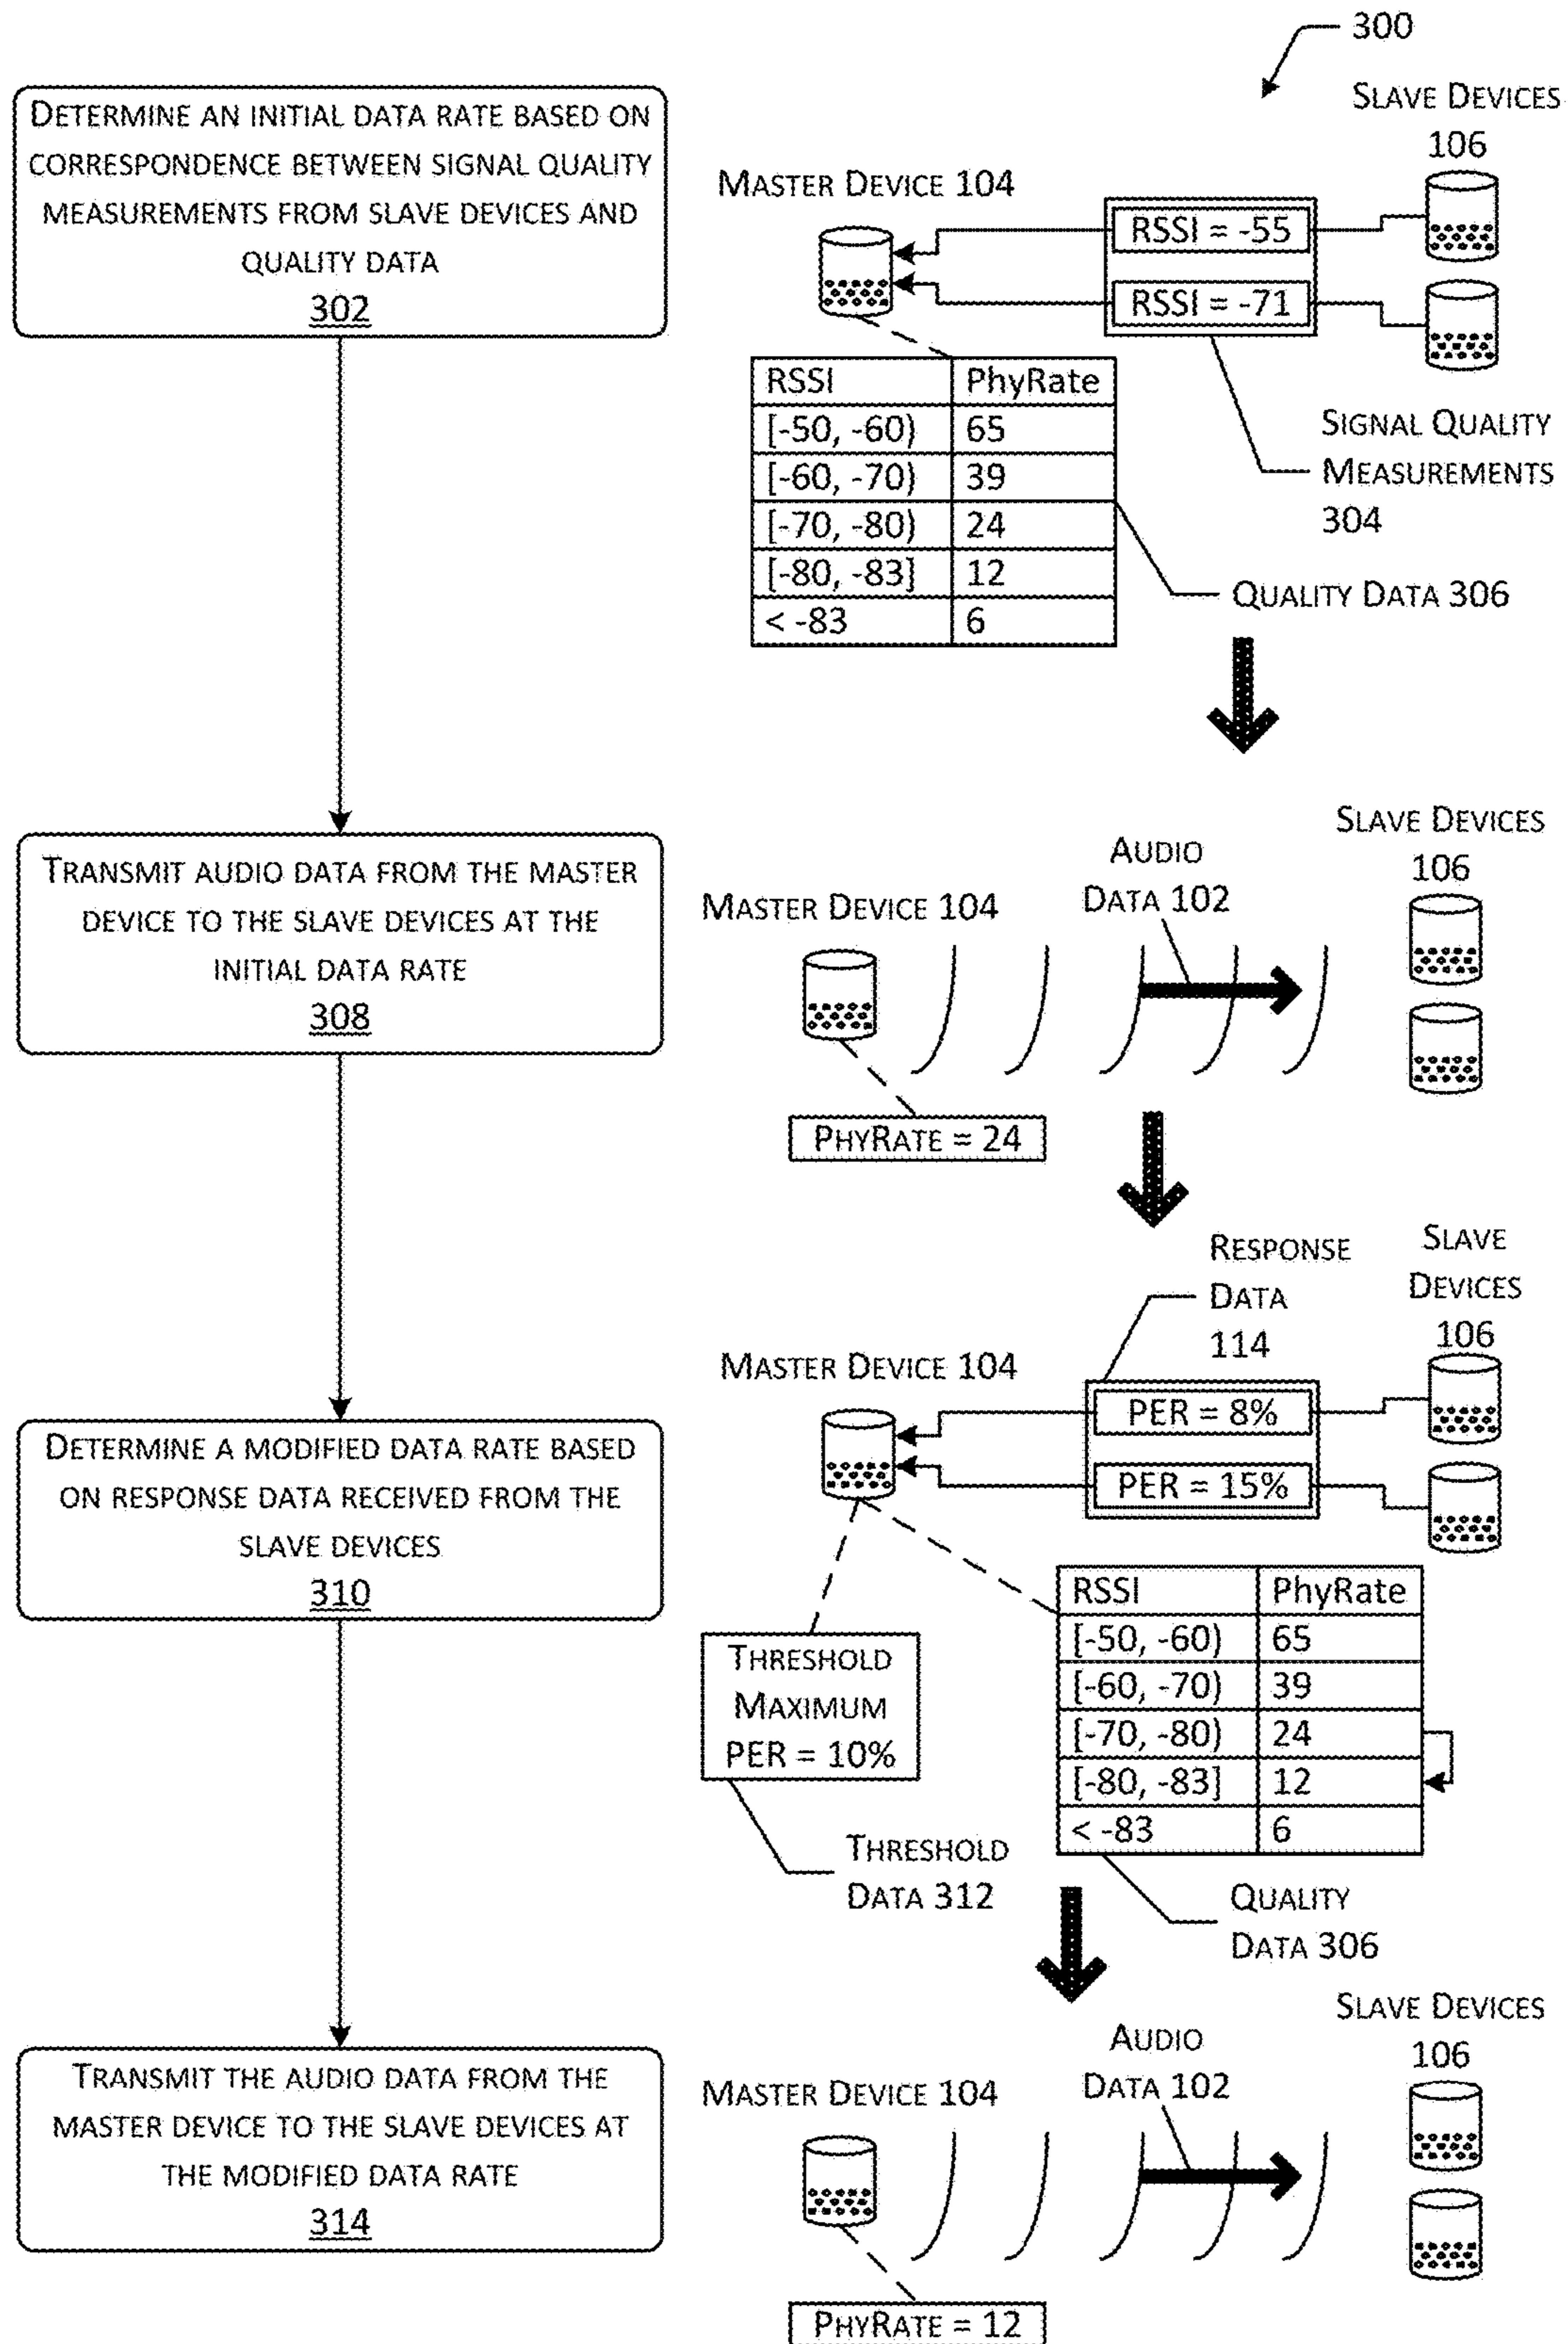 300
DETERMINE AN INITIAL DATA RATE BASED ON
CORRESPONDENCE BETWEEN SIGNAL QUALITY
MEASUREMENTS FROM SLAVE DEVICES AND
QUALITY DATA
302
SLAVE DEVICES
106
MASTER DEVICE 104
RSSI = -55
RSSI = -71
RSSI PhyRate
[-50, -60) 65
[-60, -70) 39
[-70, -80) 24
[-80, -83] 12
< -83 6
SIGNAL QUALITY
MEASUREMENTS
304
QUALITY DATA 306
TRANSMIT AUDIO DATA FROM THE MASTER
DEVICE TO THE SLAVE DEVICES AT THE
INITIAL DATA RATE
308
SLAVE DEVICES
106
AUDIO
DATA 102
MASTER DEVICE 104
PHYRATE = 24
DETERMINE A MODIFIED DATA RATE BASED
ON RESPONSE DATA RECEIVED FROM THE
SLAVE DEVICES
310
RESPONSE
DATA
114
SLAVE
DEVICES
106
MASTER DEVICE 104
PER = 8%
PER = 15%
THRESHOLD
MAXIMUM
PER = 10%
THRESHOLD
DATA 312
RSSI PhyRate
[-50, -60) 65
[-60, -70) 39
[-70, -80) 24
[-80, -83] 12
< -83 6
QUALITY
DATA 306
TRANSMIT THE AUDIO DATA FROM THE
MASTER DEVICE TO THE SLAVE DEVICES AT
THE MODIFIED DATA RATE
314
SLAVE DEVICES
106
AUDIO
DATA 102
MASTER DEVICE 104
PHYRATE = 12